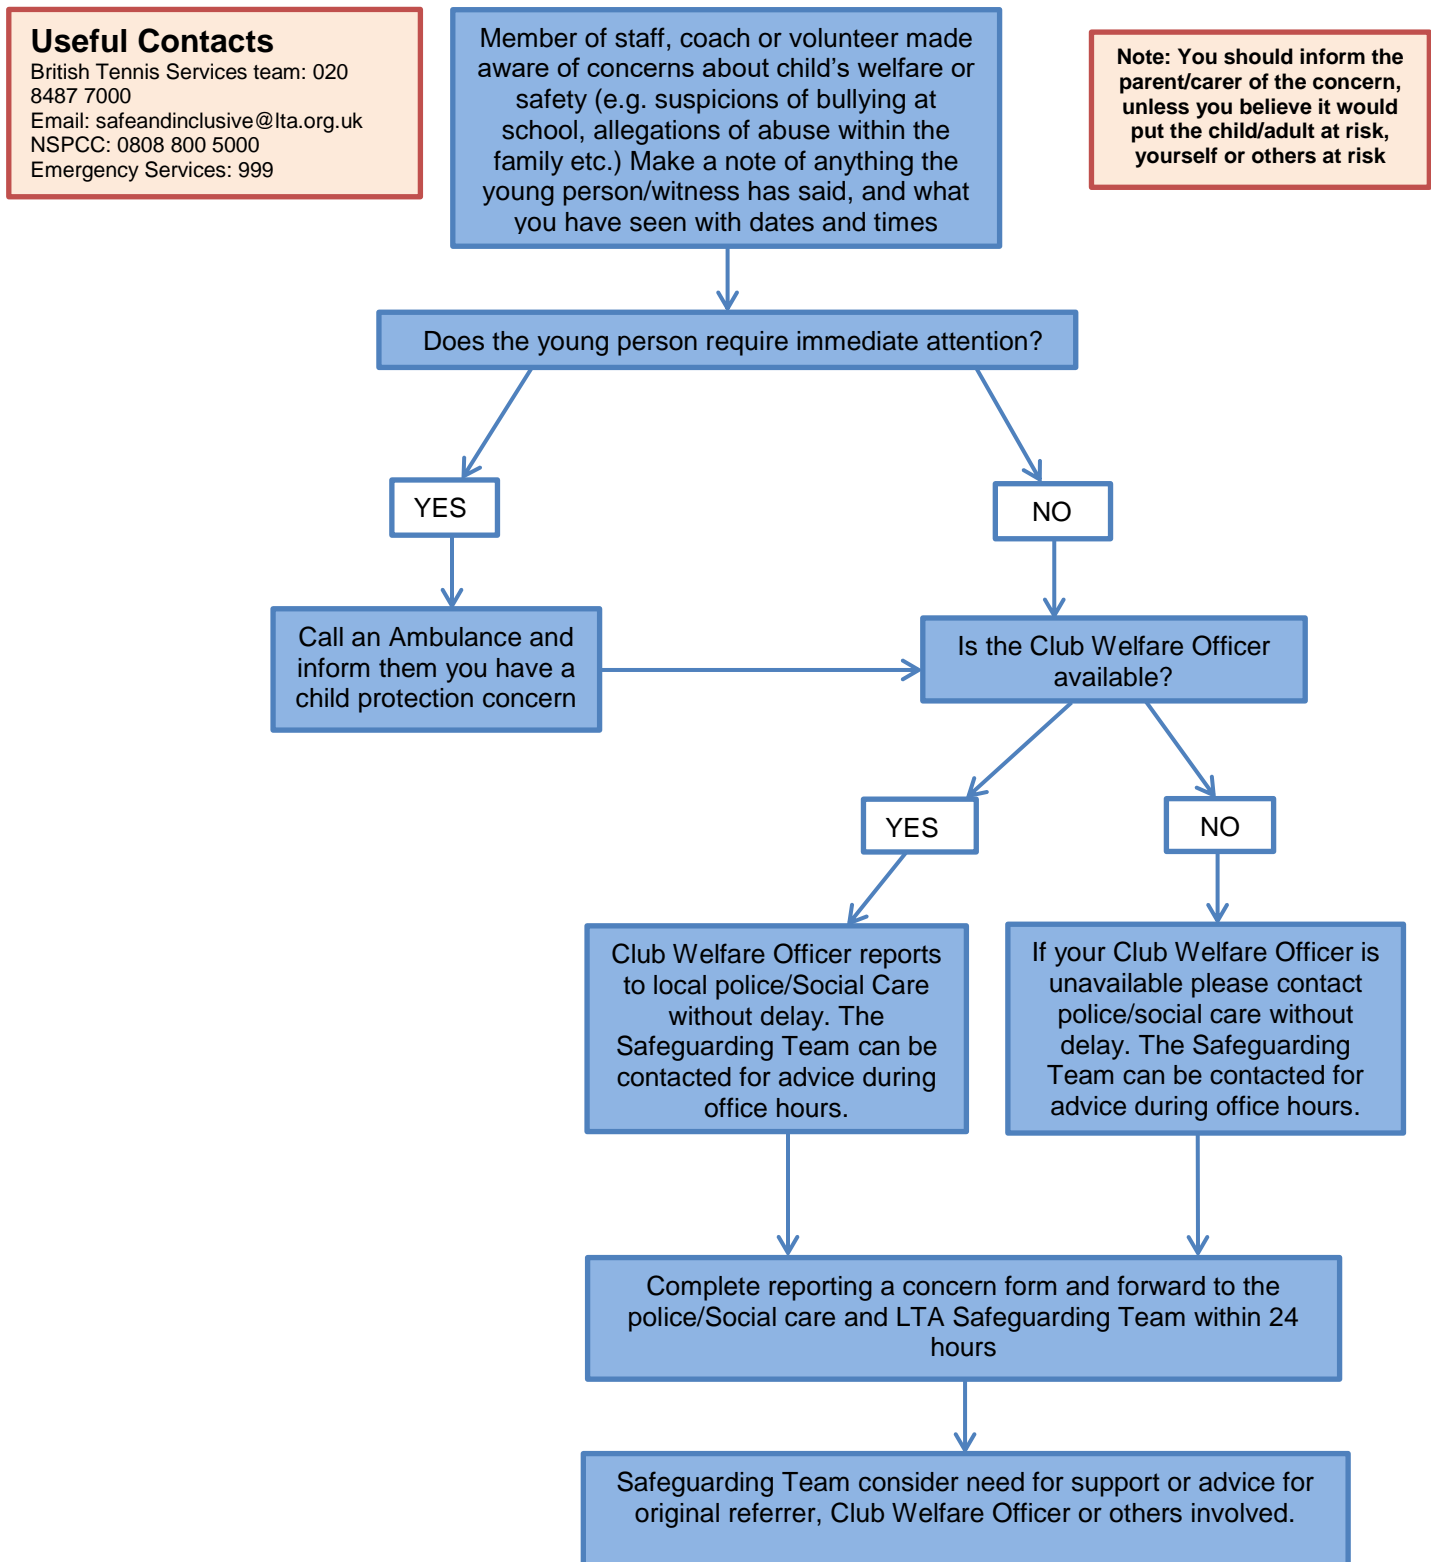 Useful Contacts
British Tennis Services team: 020
8487 7000
Email: safeandinclusive@lta.org.uk
NSPCC: 0808 800 5000
Emergency Services: 999
Member of staff, coach or volunteer made
aware of concerns about child's welfare or
safety (e.g. suspicions of bullying at
school, allegations of abuse within the
family etc.) Make a note of anything the
young person/witness has said, and what
you have seen with dates and times
Note: You should inform the
parent/carer of the concern,
unless you believe it would
put the child/adult at risk,
yourself or others at risk
Does the young person require immediate attention?
YES
NO
Call an Ambulance and
inform them you have a
child protection concern
Is the Club Welfare Officer
available?
YES
NO
Club Welfare Officer reports
to local police/Social Care
without delay. The
Safeguarding Team can be
contacted for advice during
office hours.
If your Club Welfare Officer is
unavailable please contact
police/social care without
delay. The Safeguarding
Team can be contacted for
advice during office hours.
Complete reporting a concern form and forward to the
police/Social care and LTA Safeguarding Team within 24
hours
Safeguarding Team consider need for support or advice for
original referrer, Club Welfare Officer or others involved.